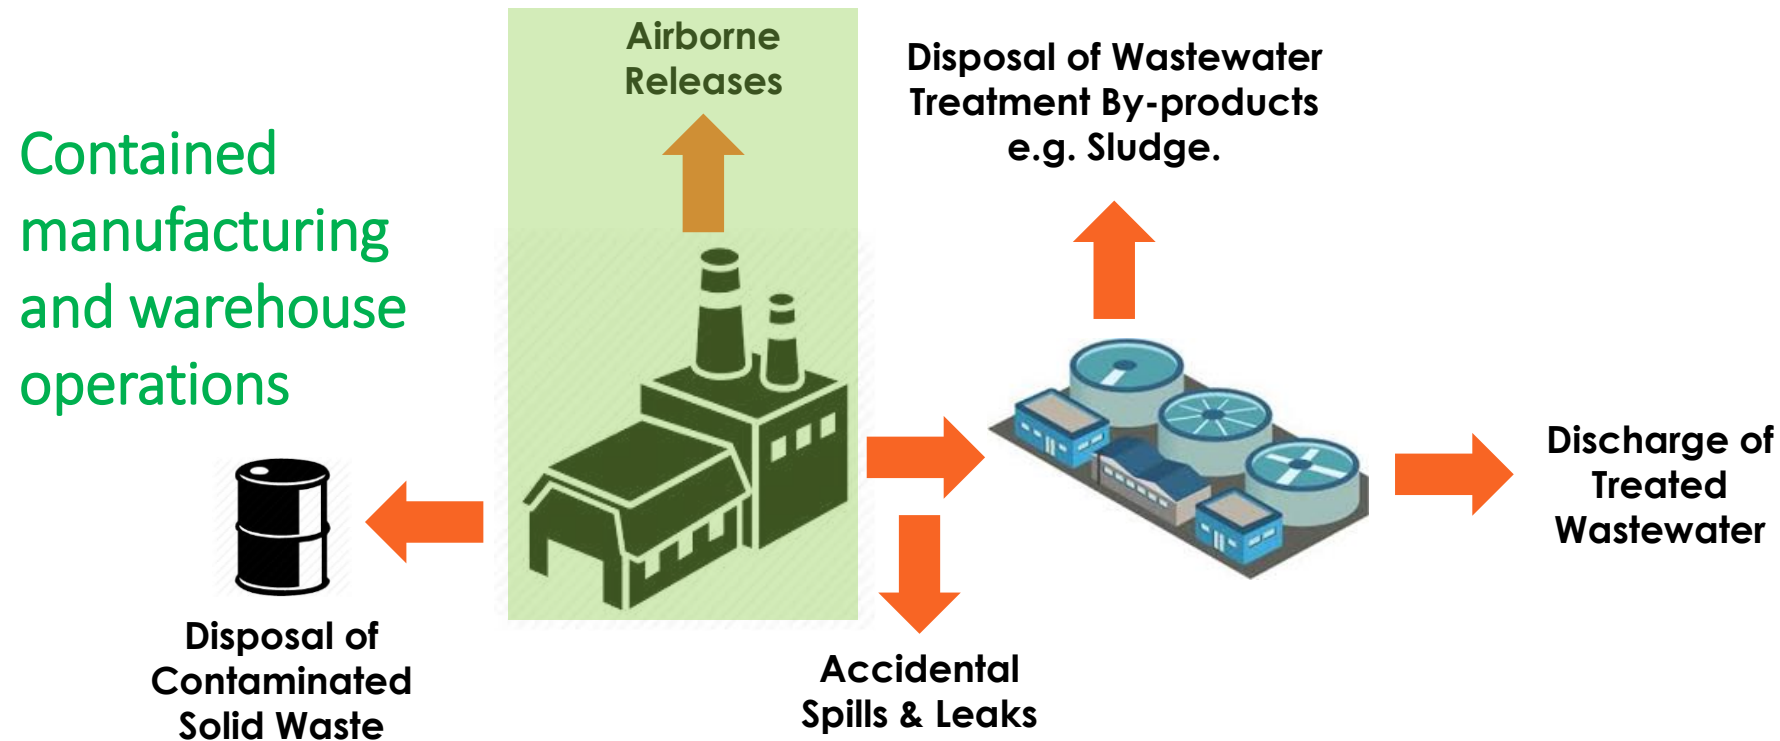 Airborne
Releases
Disposal of Wastewater
Treatment By-products
e.g. Sludge.
Contained
manufacturing
and warehouse
operations
Discharge of
Treated
Wastewater
Disposal of
Contaminated
Solid Waste
Accidental
Spills & Leaks